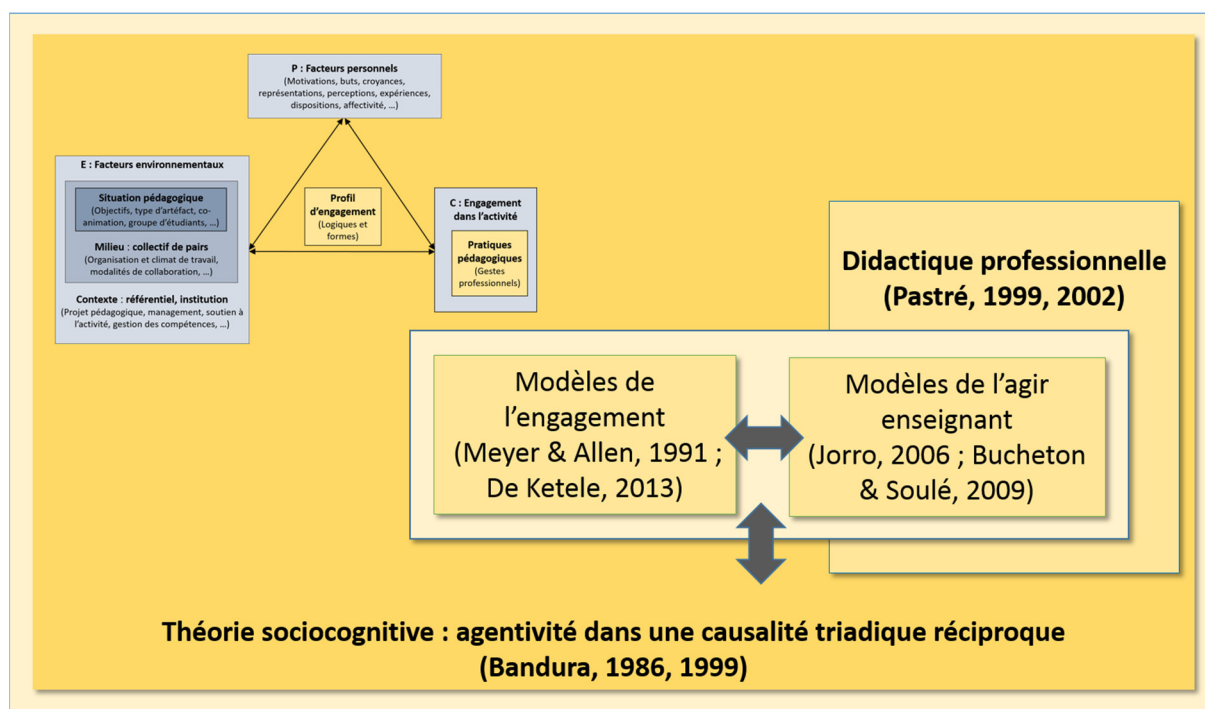 P : Facteurs personnels
(Motivations, buts, croyances,
représentations, perceptions, expériences,
dispositions, affectivité, …)
E : Facteurs environnementaux
Situation pédagogique
(Objectifs, type d’artéfact, co-
animation, groupe d’étudiants, …)
Milieu : collectif de pairs
(Organisation et climat de travail,
modalités de collaboration, …)
Contexte : référentiel, institution
(Projet pédagogique, management, soutien à
l’activité, gestion des compétences, …)
Profil
d’engagement
(Logiques et
formes)
C : Engagement
dans l’activité
Pratiques
pédagogiques
(Gestes
professionnels)
Didactique professionnelle
(Pastré, 1999, 2002)
Modèles de
l’engagement
(Meyer & Allen, 1991 ;
De Ketele, 2013)
Modèles de l’agir
enseignant
(Jorro, 2006 ; Bucheton
& Soulé, 2009)
Théorie sociocognitive : agentivité dans une causalité triadique réciproque
(Bandura, 1986, 1999)